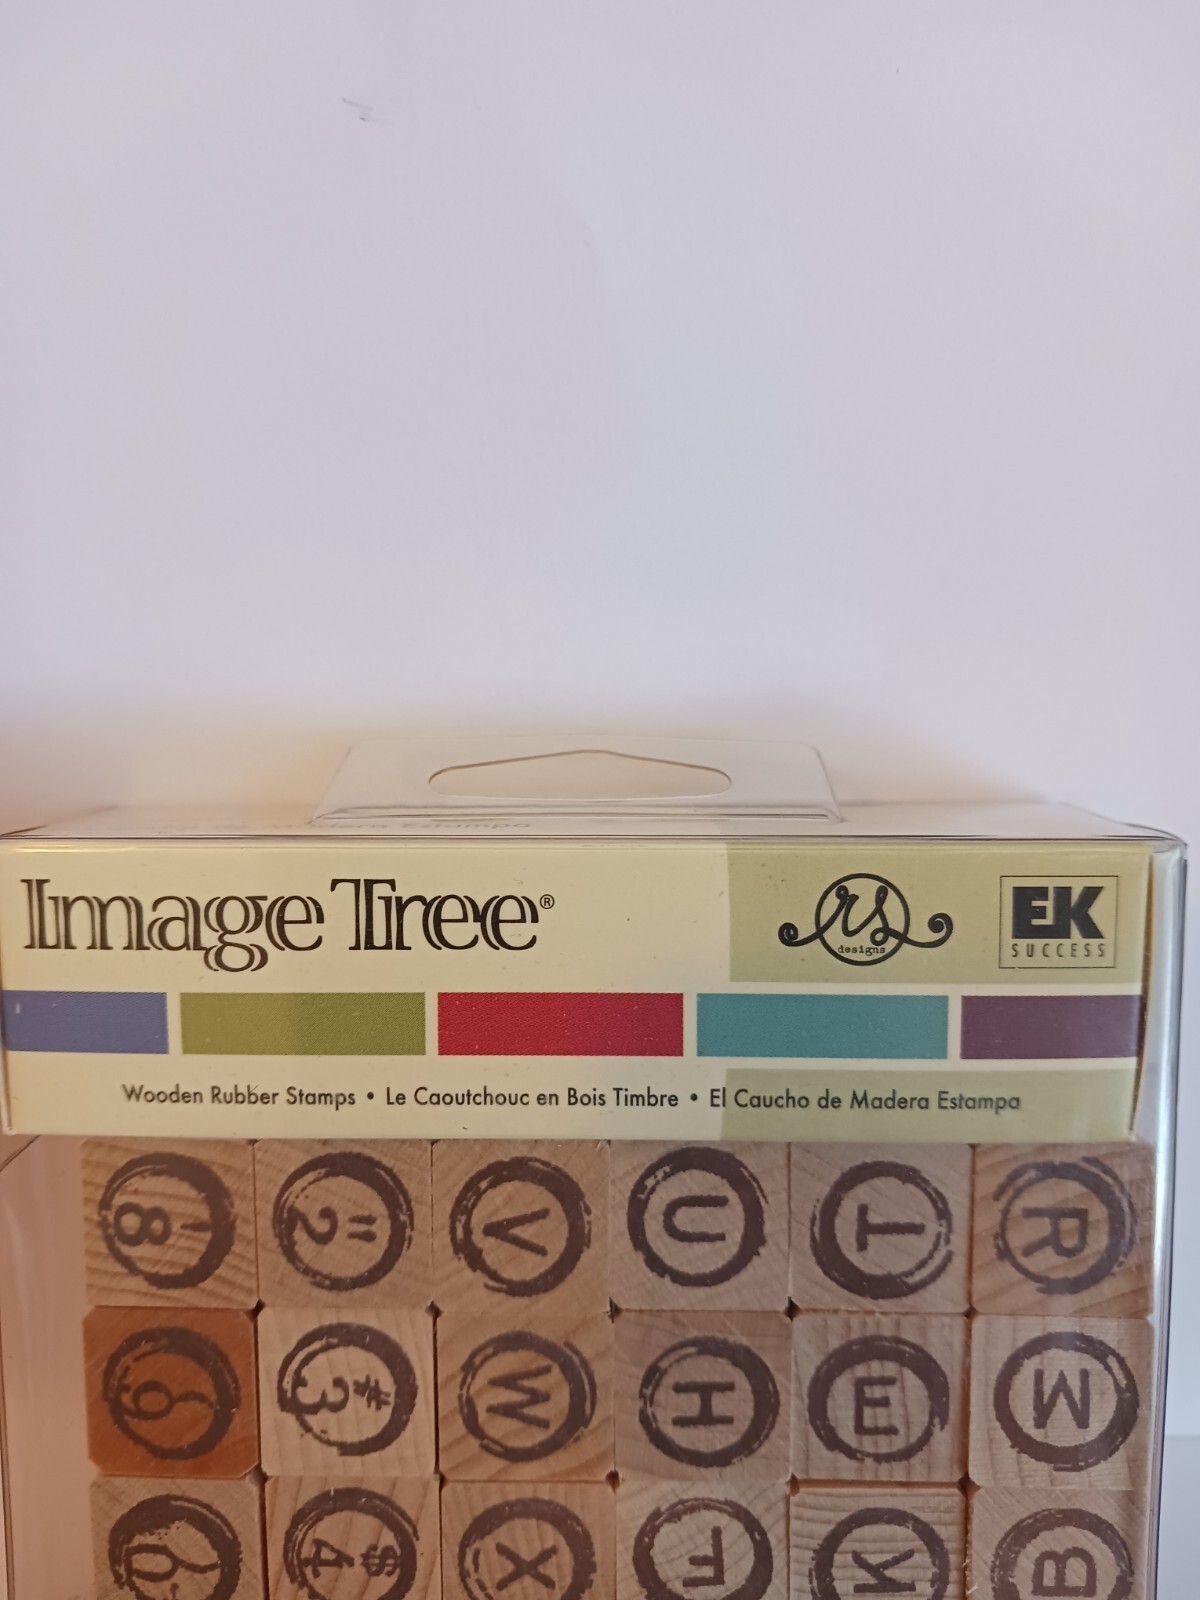 Image Tree®
rs
designs
EK
SUCCESS
Wooden Rubber Stamps • Le Caoutchouc en Bois Timbre • El Caucho de Madera Estampa
8 ' 2 " V U T R
3 # W H E M
4 $ X F K B